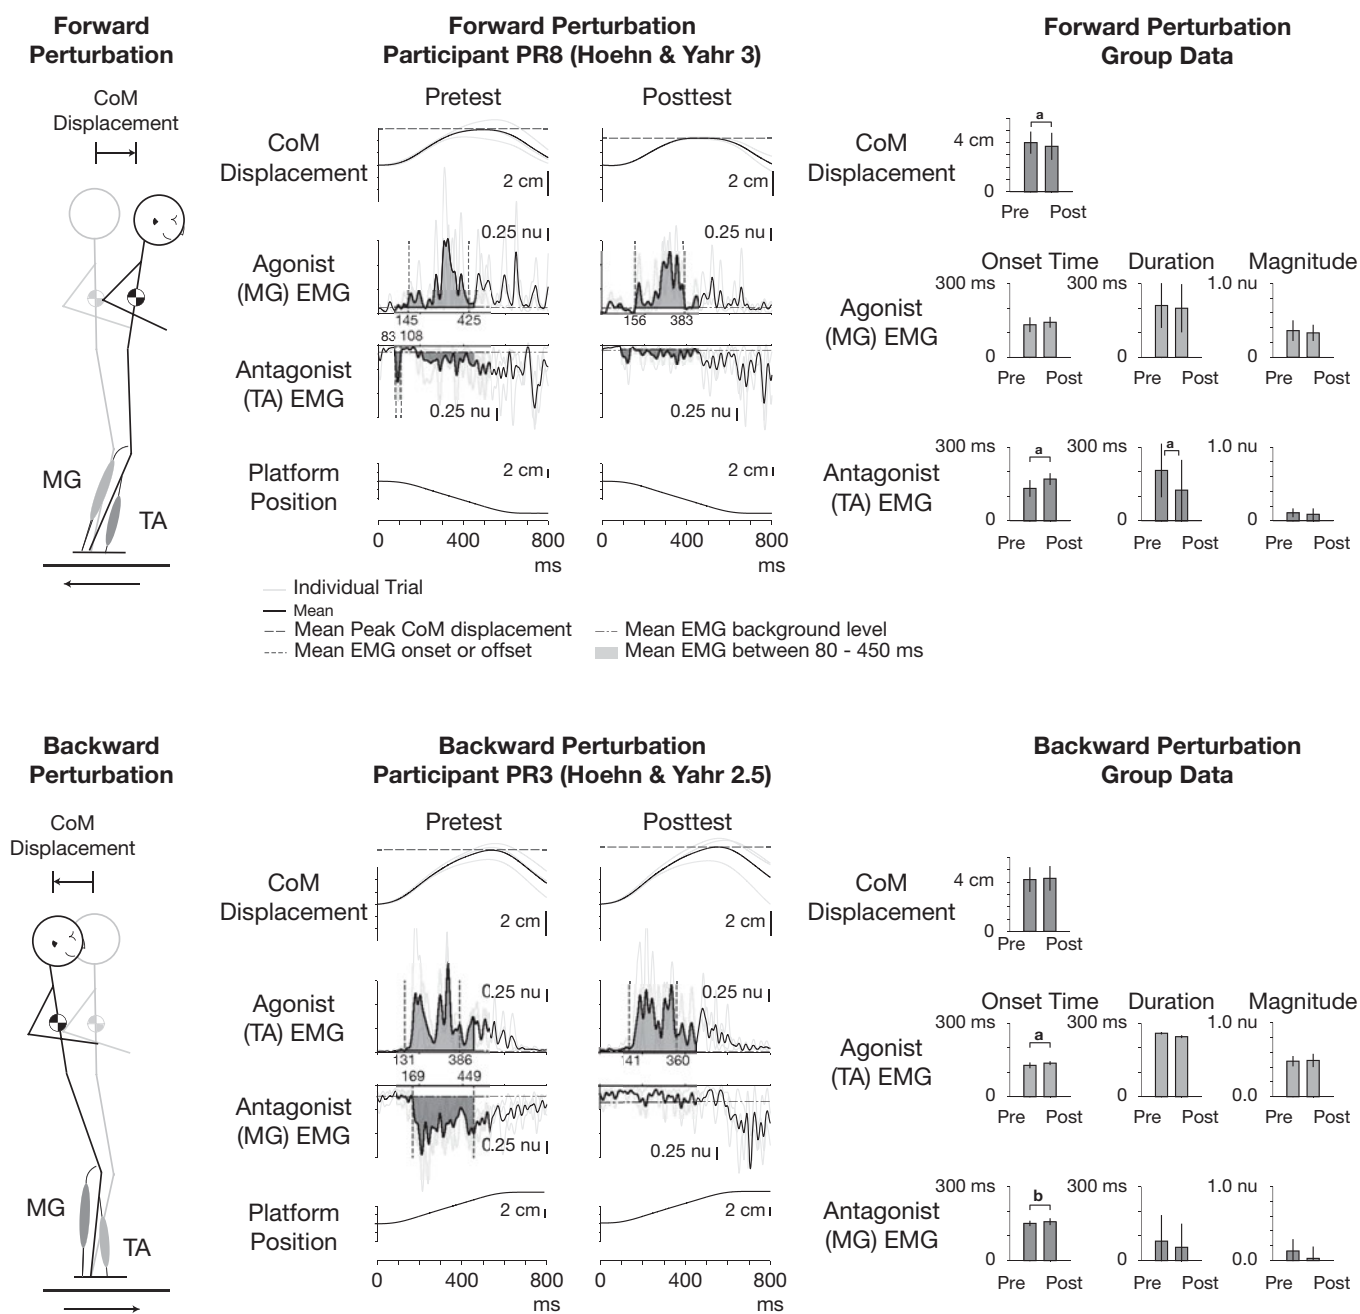 Forward
Perturbation
CoM
Displacement
MG
TA
Forward Perturbation
Participant PR8 (Hoehn & Yahr 3)
Pretest
Posttest
CoM
Displacement
2 cm
2 cm
Agonist
(MG) EMG
0.25 nu
0.25 nu
145
425
156
383
Antagonist
(TA) EMG
83 108
0.25 nu
0.25 nu
Platform
Position
2 cm
2 cm
0
400
800
ms
0
400
800
ms
Individual Trial
Mean
Mean Peak CoM displacement
Mean EMG onset or offset
Mean EMG background level
Mean EMG between 80 - 450 ms
Forward Perturbation
Group Data
CoM
Displacement
4 cm
0
a
Pre Post
Onset Time
Duration
Magnitude
Agonist
(MG) EMG
300 ms
0
Pre Post
300 ms
0
Pre Post
1.0 nu
0
Pre Post
Antagonist
(TA) EMG
300 ms
0
a
Pre Post
300 ms
0
a
Pre Post
1.0 nu
0
Pre Post
Backward
Perturbation
CoM
Displacement
MG
TA
Backward Perturbation
Participant PR3 (Hoehn & Yahr 2.5)
Pretest
Posttest
CoM
Displacement
2 cm
2 cm
Agonist
(TA) EMG
0.25 nu
0.25 nu
131
386
141
360
Antagonist
(MG) EMG
169
449
0.25 nu
0.25 nu
Platform
Position
2 cm
2 cm
0
400
800
ms
0
400
800
ms
Backward Perturbation
Group Data
CoM
Displacement
4 cm
0
Pre Post
Onset Time
Duration
Magnitude
Agonist
(TA) EMG
300 ms
0
a
Pre Post
300 ms
0
Pre Post
1.0 nu
0.0
Pre Post
Antagonist
(MG) EMG
300 ms
0
b
Pre Post
300 ms
0
Pre Post
1.0 nu
0.0
Pre Post